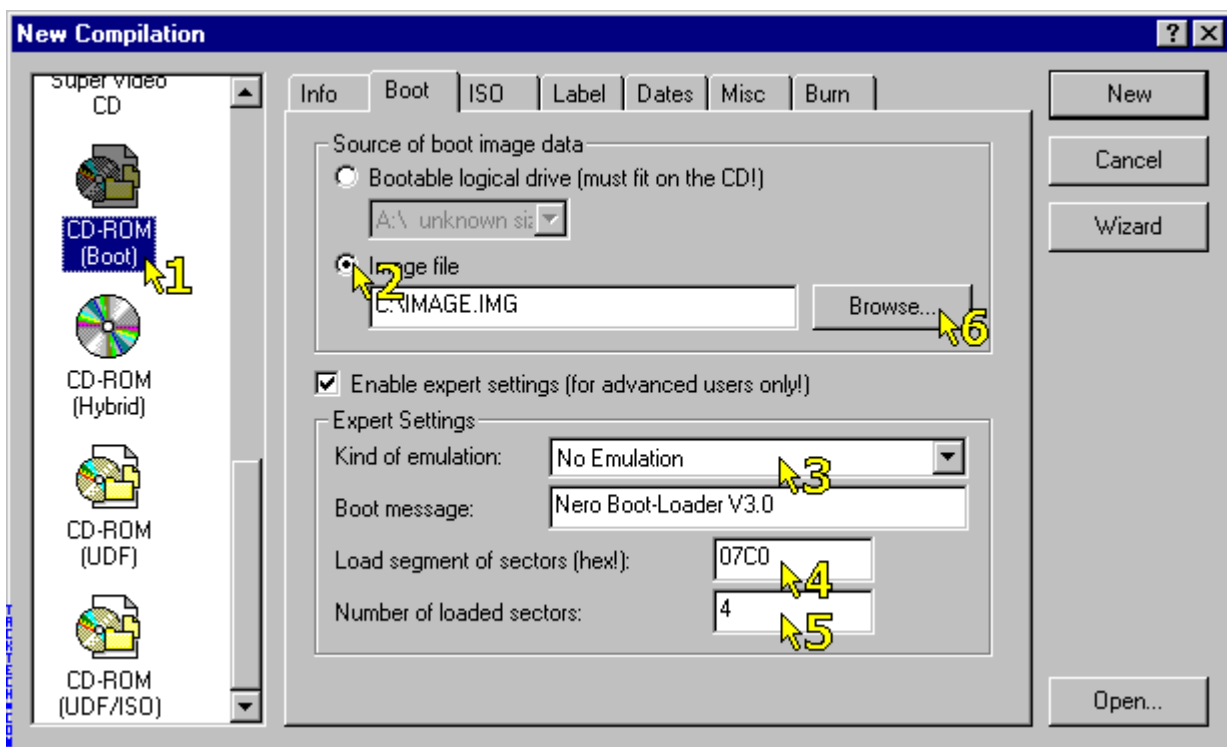 New Compilation
Super Video
CD
CD-ROM
(Boot)
1
CD-ROM
(Hybrid)
CD-ROM
(UDF)
CD-ROM
(UDF/ISO)
Info Boot ISO Label Dates Misc Burn
Source of boot image data
Bootable logical drive (must fit on the CD!)
A:\ unknown siz
Image file
2
C:\IMAGE.IMG
Browse...
6
Enable expert settings (for advanced users only!)
Expert Settings
Kind of emulation: No Emulation
3
Boot message: Nero Boot-Loader V3.0
Load segment of sectors (hex!): 07C0
4
Number of loaded sectors: 4
5
New
Cancel
Wizard
Open...
TACKTECH.COM